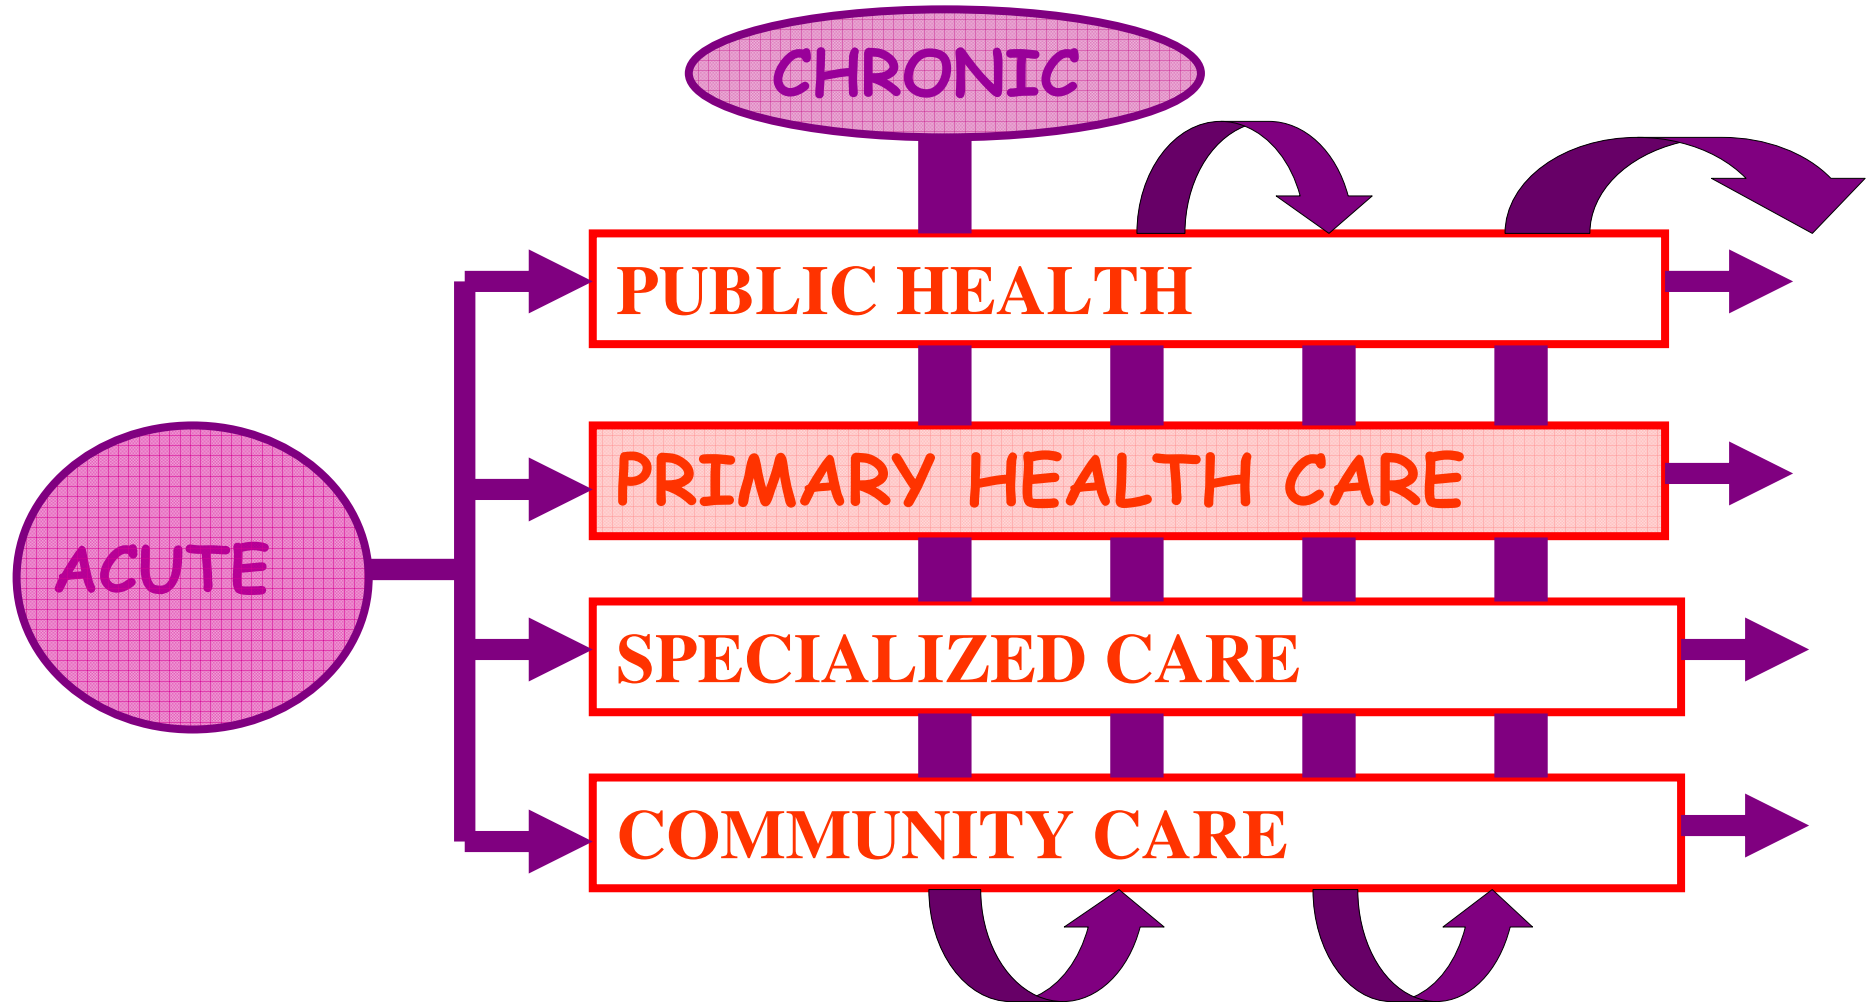 CHRONIC
PUBLIC HEALTH
PRIMARY HEALTH CARE
ACUTE
SPECIALIZED CARE
COMMUNITY CARE